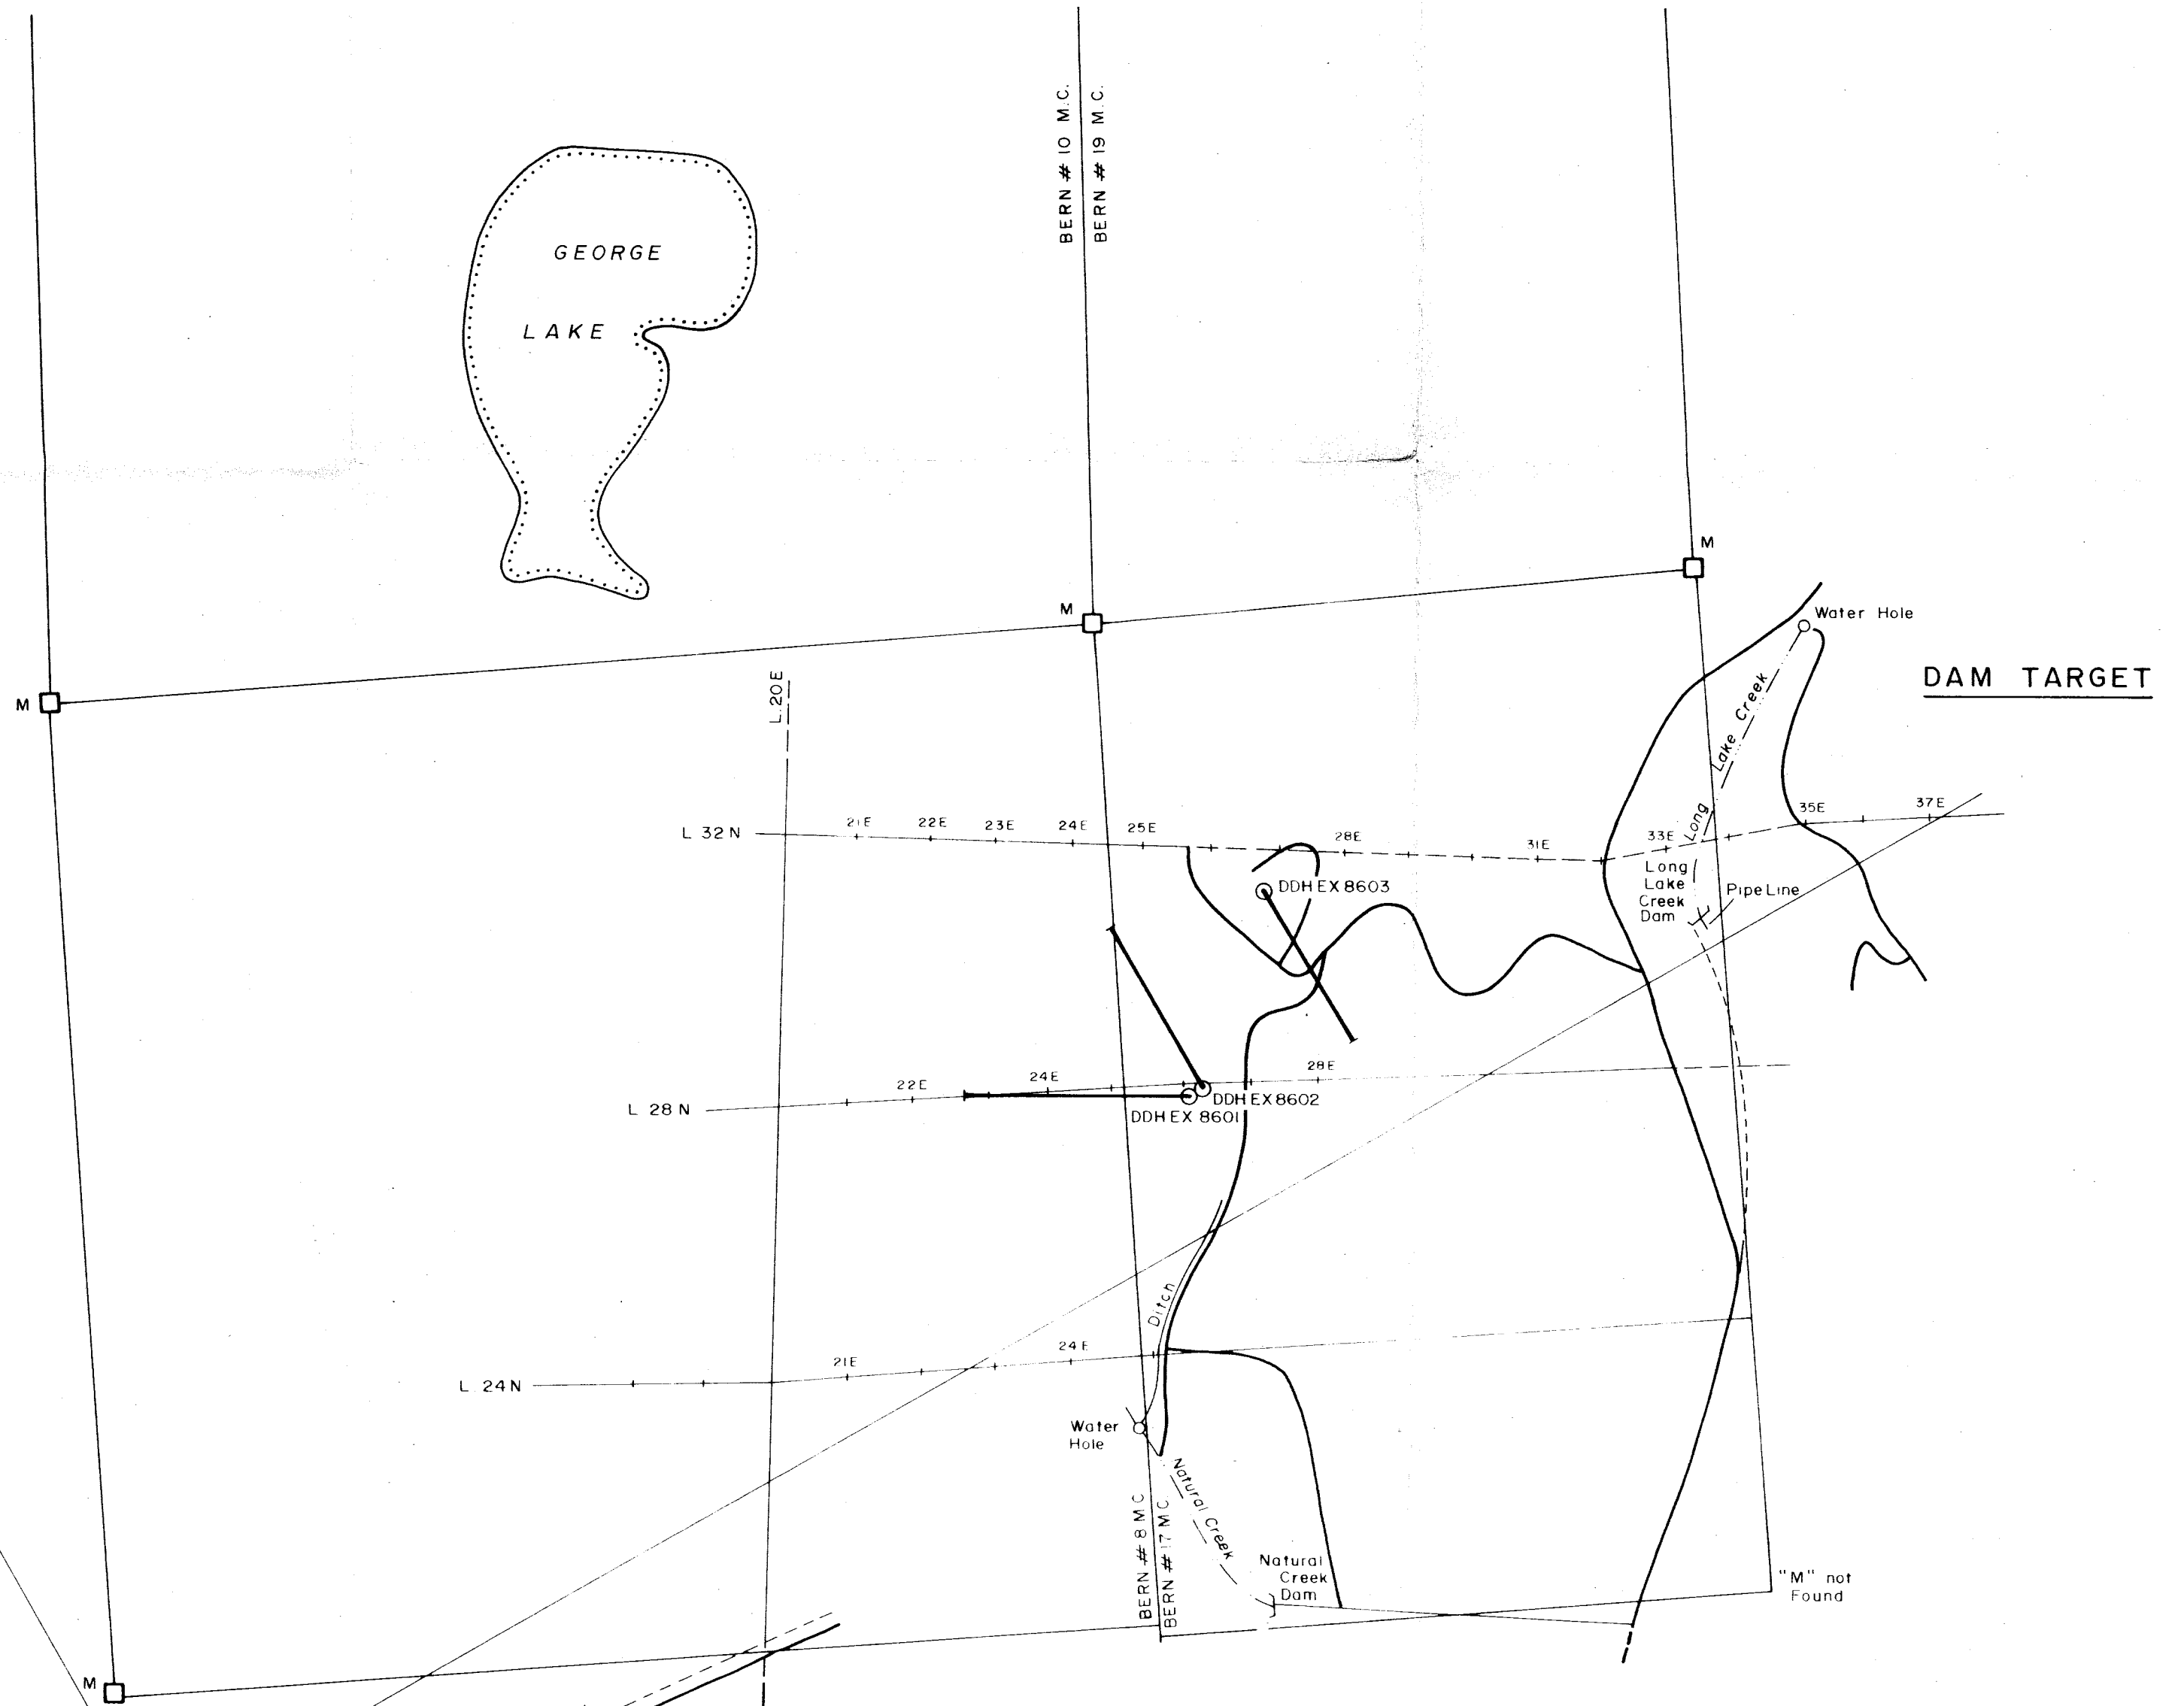 BERN # 10 M.C.
BERN # 19 M.C.
GEORGE
LAKE
M
M
Water Hole
M
L.20E
DAM TARGET
Long Lake Creek
L 32 N
21E
22E
23E
24E
25E
28E
31E
33E
35E
37E
Long
Lake
Creek
Dam
Pipe Line
DDH EX 8603
L 28 N
22E
24E
28E
DDH EX 8602
DDH EX 8601
Ditch
L 24 N
21E
24E
Water
Hole
Natural Creek
BERN # 8 M C
BERN # 17 M C
Natural
Creek
Dam
"M" not
Found
M